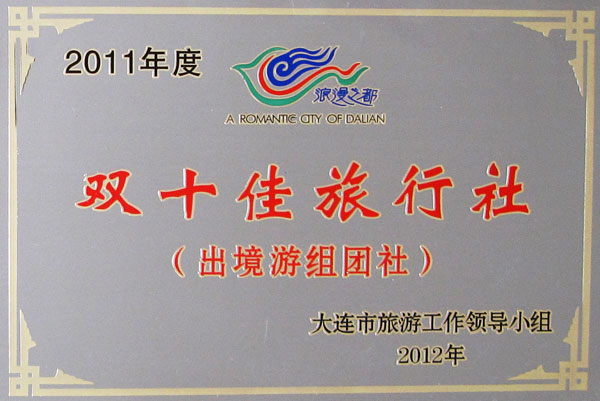 2011年度
浪漫之都
A ROMANTIC CITY OF DALIAN
双十佳旅行社
（出境游组团社）
大连市旅游工作领导小组
2012年